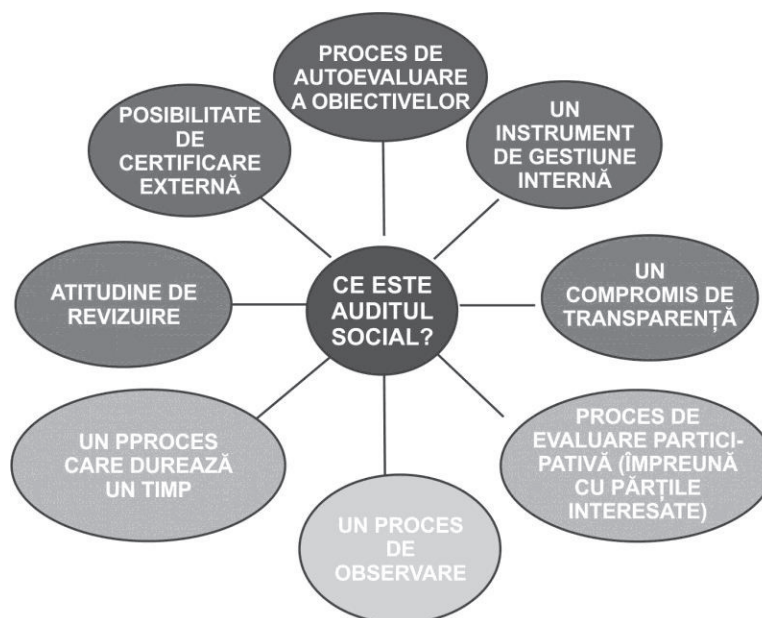 PROCES DE
AUTOEVALUARE
A OBIECTIVELOR
POSIBILITATE
DE
CERTIFICARE
EXTERNĂ
UN
INSTRUMENT
DE GESTIUNE
INTERNĂ
CE ESTE
AUDITUL
SOCIAL?
ATITUDINE DE
REVIZUIRE
UN
COMPROMIS DE
TRANSPARENȚĂ
UN PPROCES
CARE DUREAZĂ
UN TIMP
PROCES DE
EVALUARE PARTICI-
PATIVĂ (ÎMPREUNĂ
CU PĂRȚILE
INTERESATE)
UN PROCES
DE
OBSERVARE